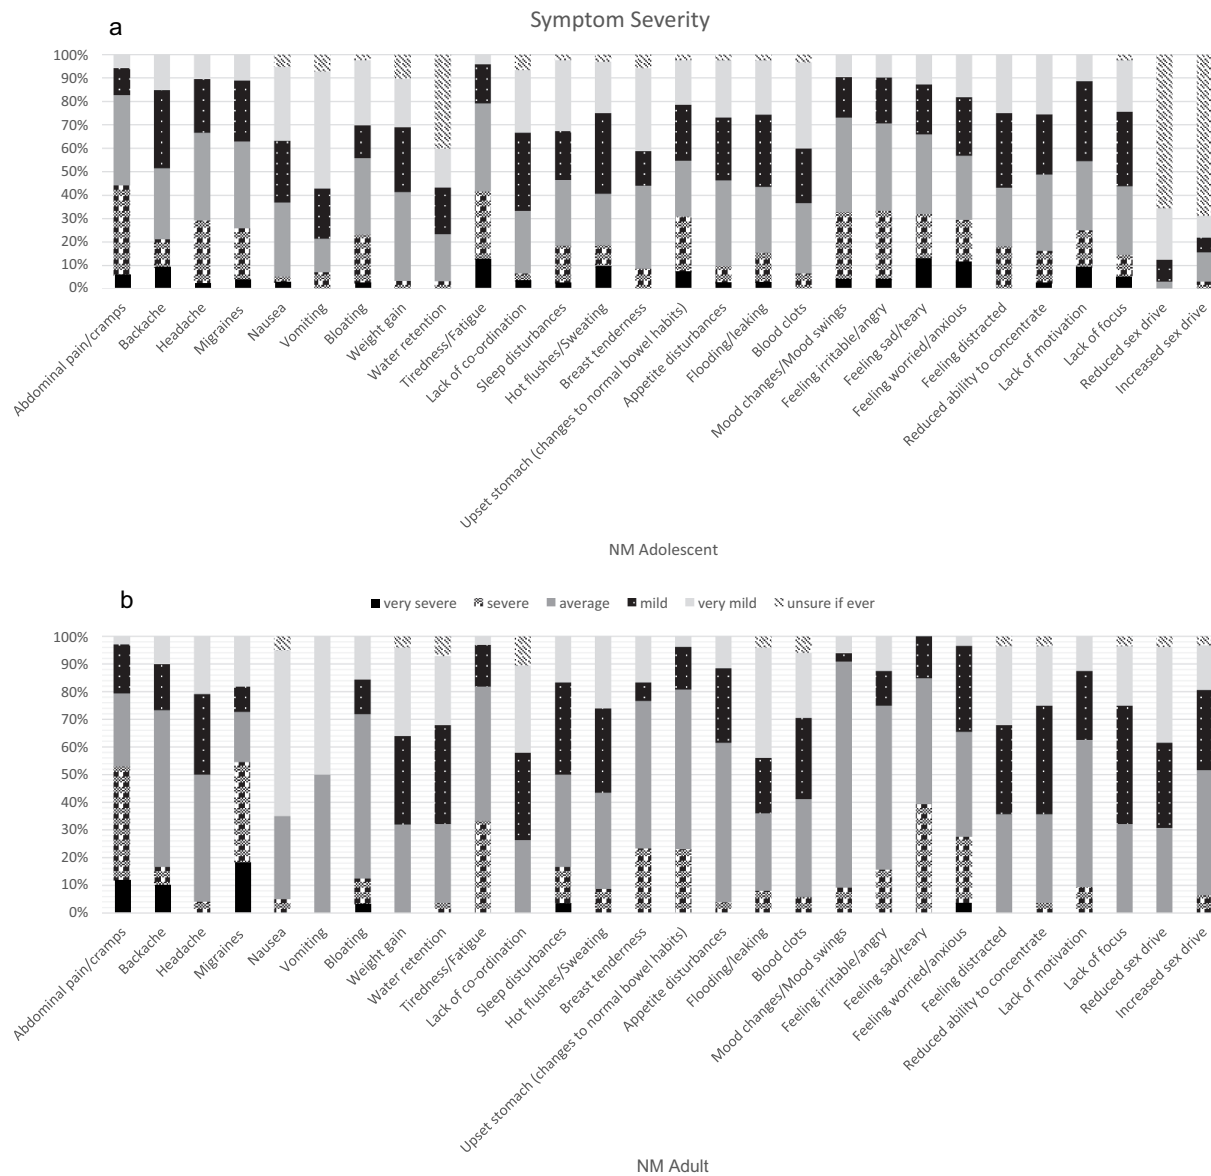 a
Symptom Severity
100%
90%
80%
70%
60%
50%
40%
30%
20%
10%
0%
Abdominal pain/cramps
Backache
Headache
Migraines
Nausea
Vomiting
Bloating
Weight gain
Water retention
Tiredness/Fatigue
Lack of co-ordination
Sleep disturbances
Hot flushes/Sweating
Breast tenderness
Upset stomach (changes to normal bowel habits)
Appetite disturbances
Flooding/leaking
Blood clots
Mood changes/Mood swings
Feeling irritable/angry
Feeling sad/teary
Feeling worried/anxious
Feeling distracted
Reduced ability to concentrate
Lack of motivation
Lack of focus
Reduced sex drive
Increased sex drive
NM Adolescent
b
very severe severe average mild very mild unsure if ever
100%
90%
80%
70%
60%
50%
40%
30%
20%
10%
0%
Abdominal pain/cramps
Backache
Headache
Migraines
Nausea
Vomiting
Bloating
Weight gain
Water retention
Tiredness/Fatigue
Lack of co-ordination
Sleep disturbances
Hot flushes/Sweating
Breast tenderness
Upset stomach (changes to normal bowel habits)
Appetite disturbances
Flooding/leaking
Blood clots
Mood changes/Mood swings
Feeling irritable/angry
Feeling sad/teary
Feeling worried/anxious
Feeling distracted
Reduced ability to concentrate
Lack of motivation
Lack of focus
Reduced sex drive
Increased sex drive
NM Adult